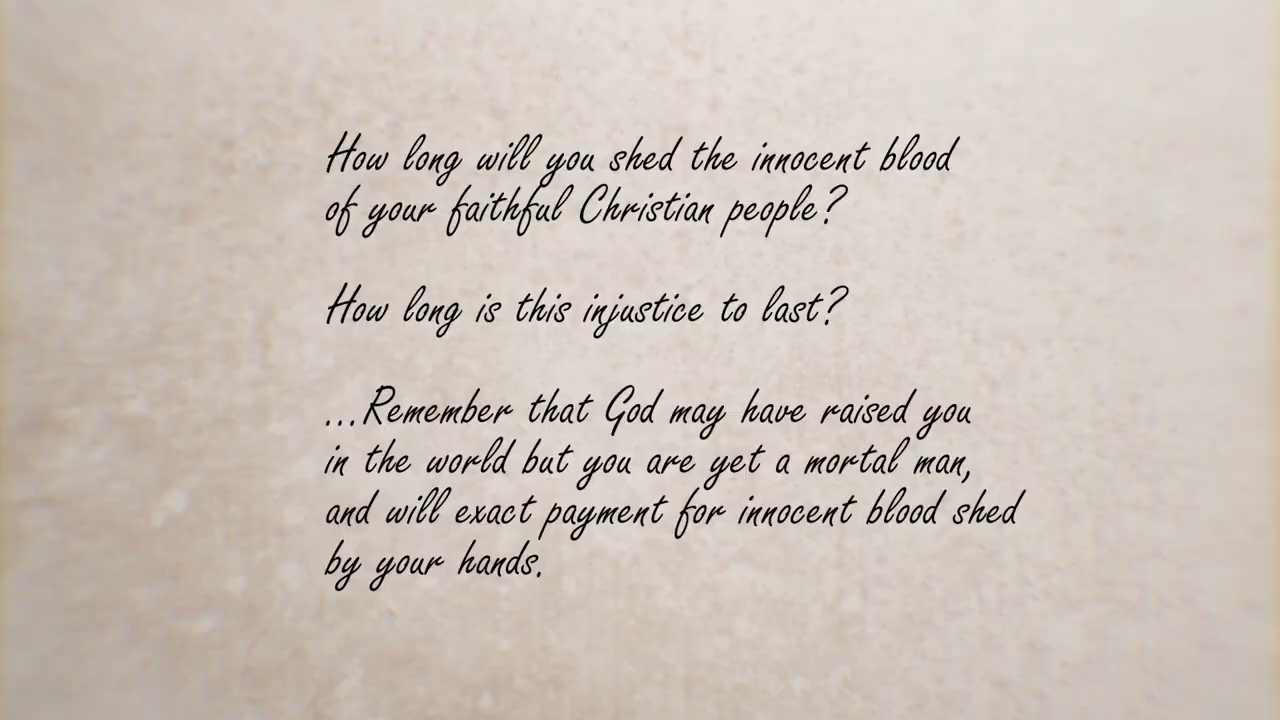 How long will you shed the innocent blood
of your faithful Christian people?
How long is this injustice to last?
...Remember that God may have raised you
in the world but you are yet a mortal man,
and will exact payment for innocent blood shed
by your hands.